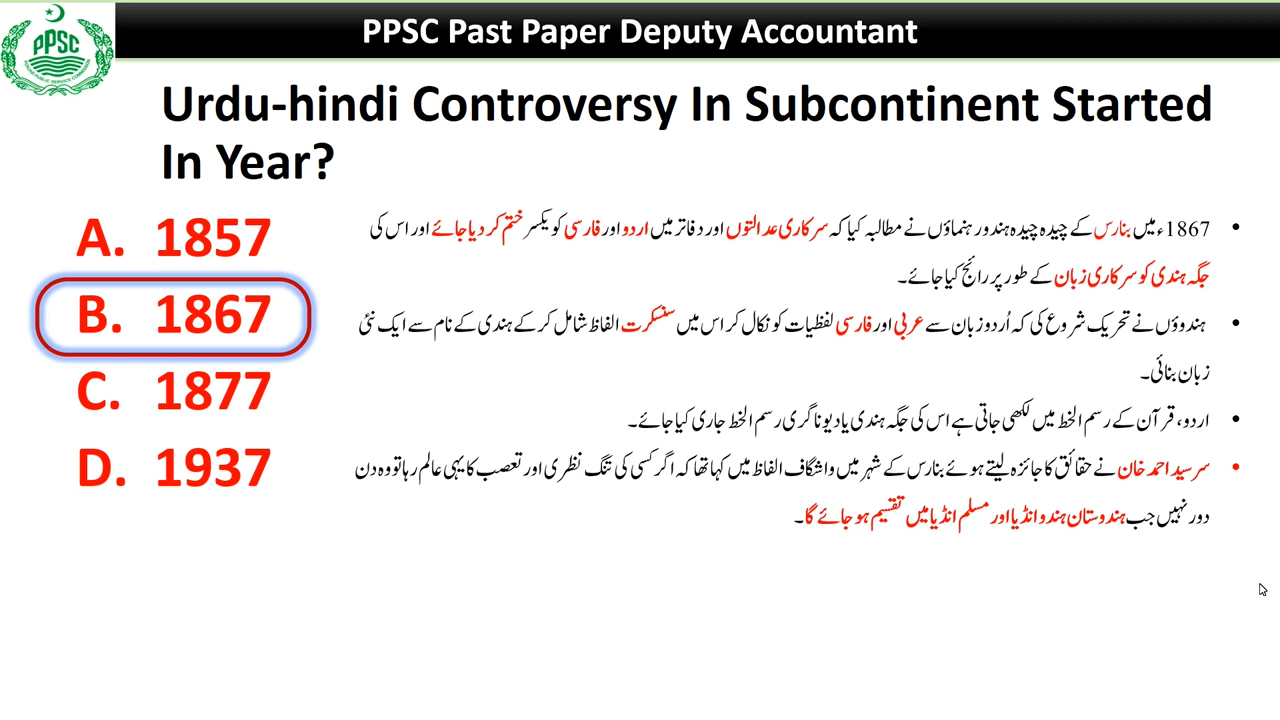 PPSC
PPSC Past Paper Deputy Accountant
Urdu-hindi Controversy In Subcontinent Started
In Year?
A. 1857
B. 1867
C. 1877
D. 1937
• 1867ء میں بنارس کے چیدہ چیدہ ہندو رہنماؤں نے مطالبہ کیا کہ سرکاری عدالتوں اور دفاتر میں اردو اور فارسی کو یکسر ختم کر دیا جائے اور اس کی
جگہ ہندی کو سرکاری زبان کے طور پر رائج کیا جائے۔
• ہندوؤں نے تحریک شروع کی کہ اُردو زبان سے عربی اور فارسی لفظیات کو نکال کر اس میں سنسکرت الفاظ شامل کر کے ہندی کے نام سے ایک نئی
زبان بنائی۔
• اردو، قرآن کے رسم الخط میں لکھی جاتی ہے اس کی جگہ ہندی یا دیوناگری رسم الخط جاری کیا جائے۔
• سر سید احمد خان نے حقائق کا جائزہ لیتے ہوئے بنارس کے شہر میں واشگاف الفاظ میں کہا تھا کہ اگر کسی کی تنگ نظری اور تعصب کا یہی عالم رہا تو وہ دن
دور نہیں جب ہندوستان ہندو انڈیا اور مسلم انڈیا میں تقسیم ہو جائے گا۔